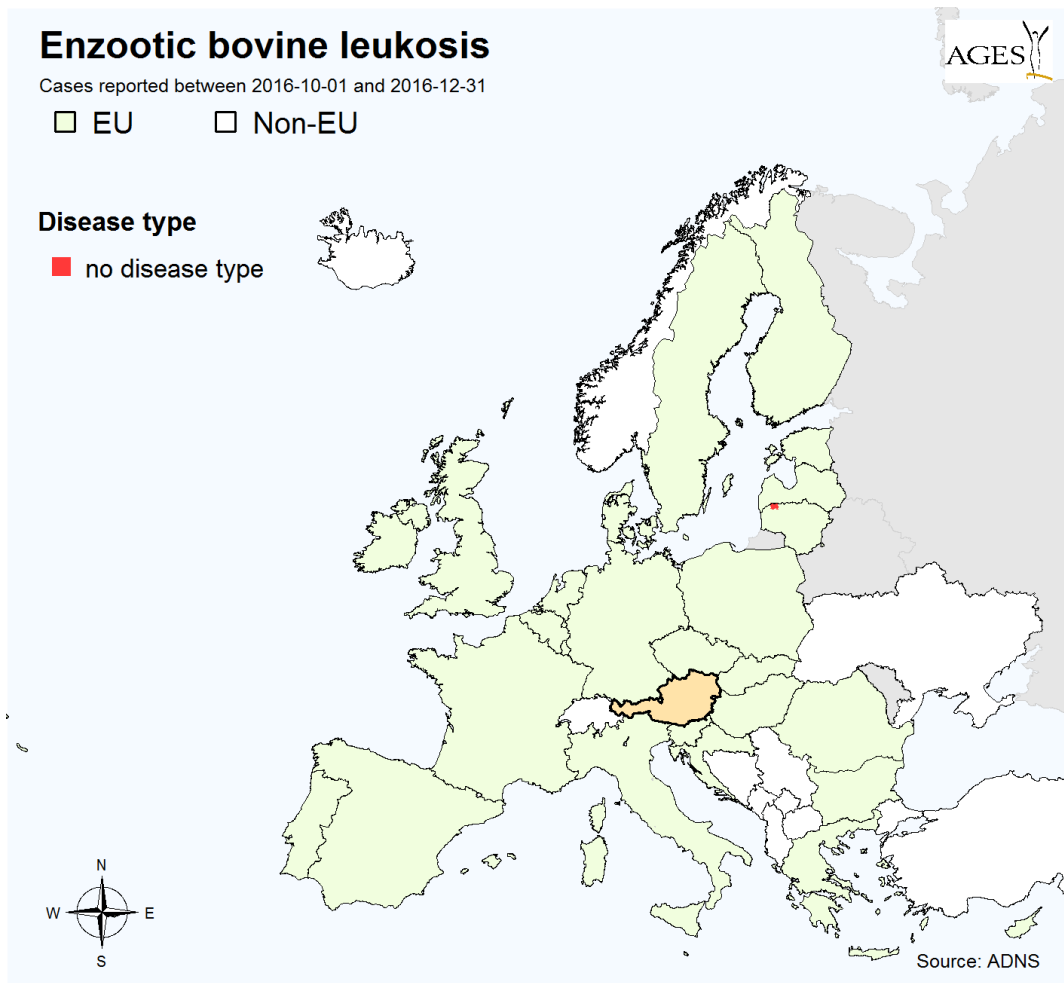 Enzootic bovine leukosis
Cases reported between 2016-10-01 and 2016-12-31
EU
Non-EU
AGES
Disease type
no disease type
N
W
E
S
Source: ADNS